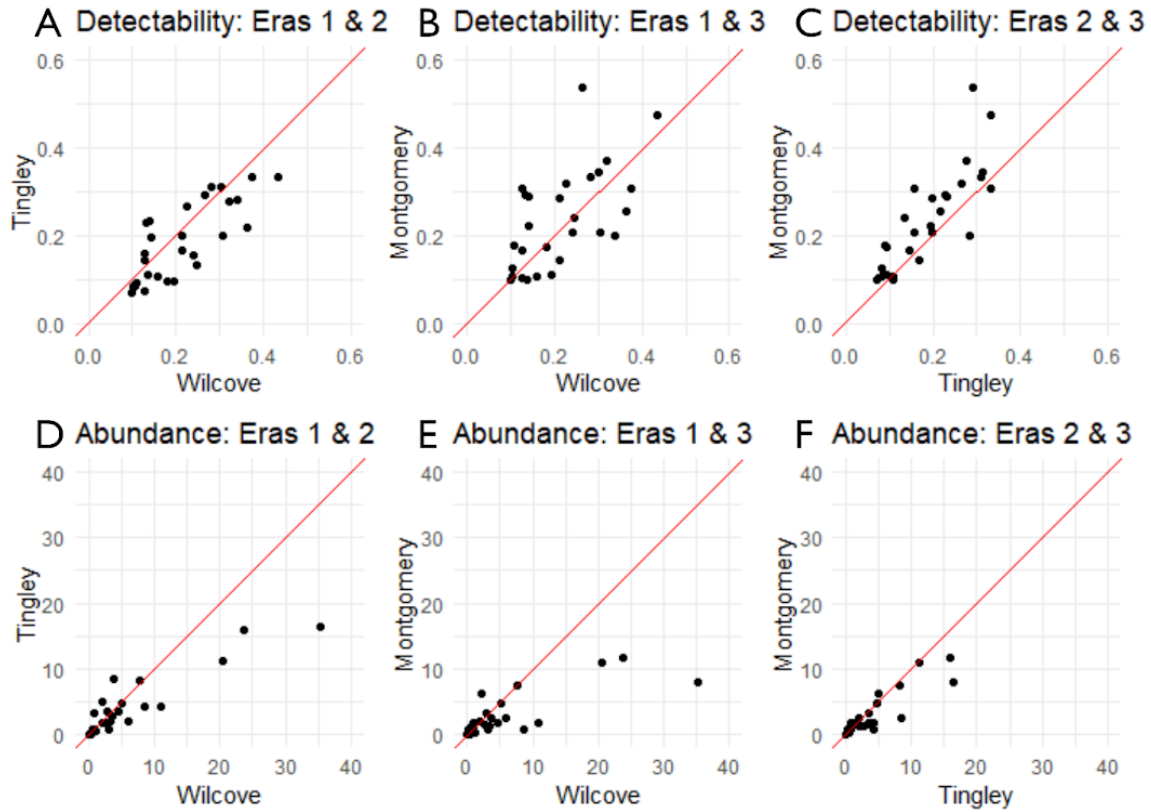 A Detectability: Eras 1 & 2
0.6
0.4
0.2
0.0
Tingley
0.0 0.2 0.4 0.6
Wilcove
B Detectability: Eras 1 & 3
0.6
0.4
0.2
0.0
Montgomery
0.0 0.2 0.4 0.6
Wilcove
C Detectability: Eras 2 & 3
0.6
0.4
0.2
0.0
Montgomery
0.0 0.2 0.4 0.6
Tingley
D Abundance: Eras 1 & 2
40
30
20
10
0
Tingley
0 10 20 30 40
Wilcove
E Abundance: Eras 1 & 3
40
30
20
10
0
Montgomery
0 10 20 30 40
Wilcove
F Abundance: Eras 2 & 3
40
30
20
10
0
Montgomery
0 10 20 30 40
Tingley